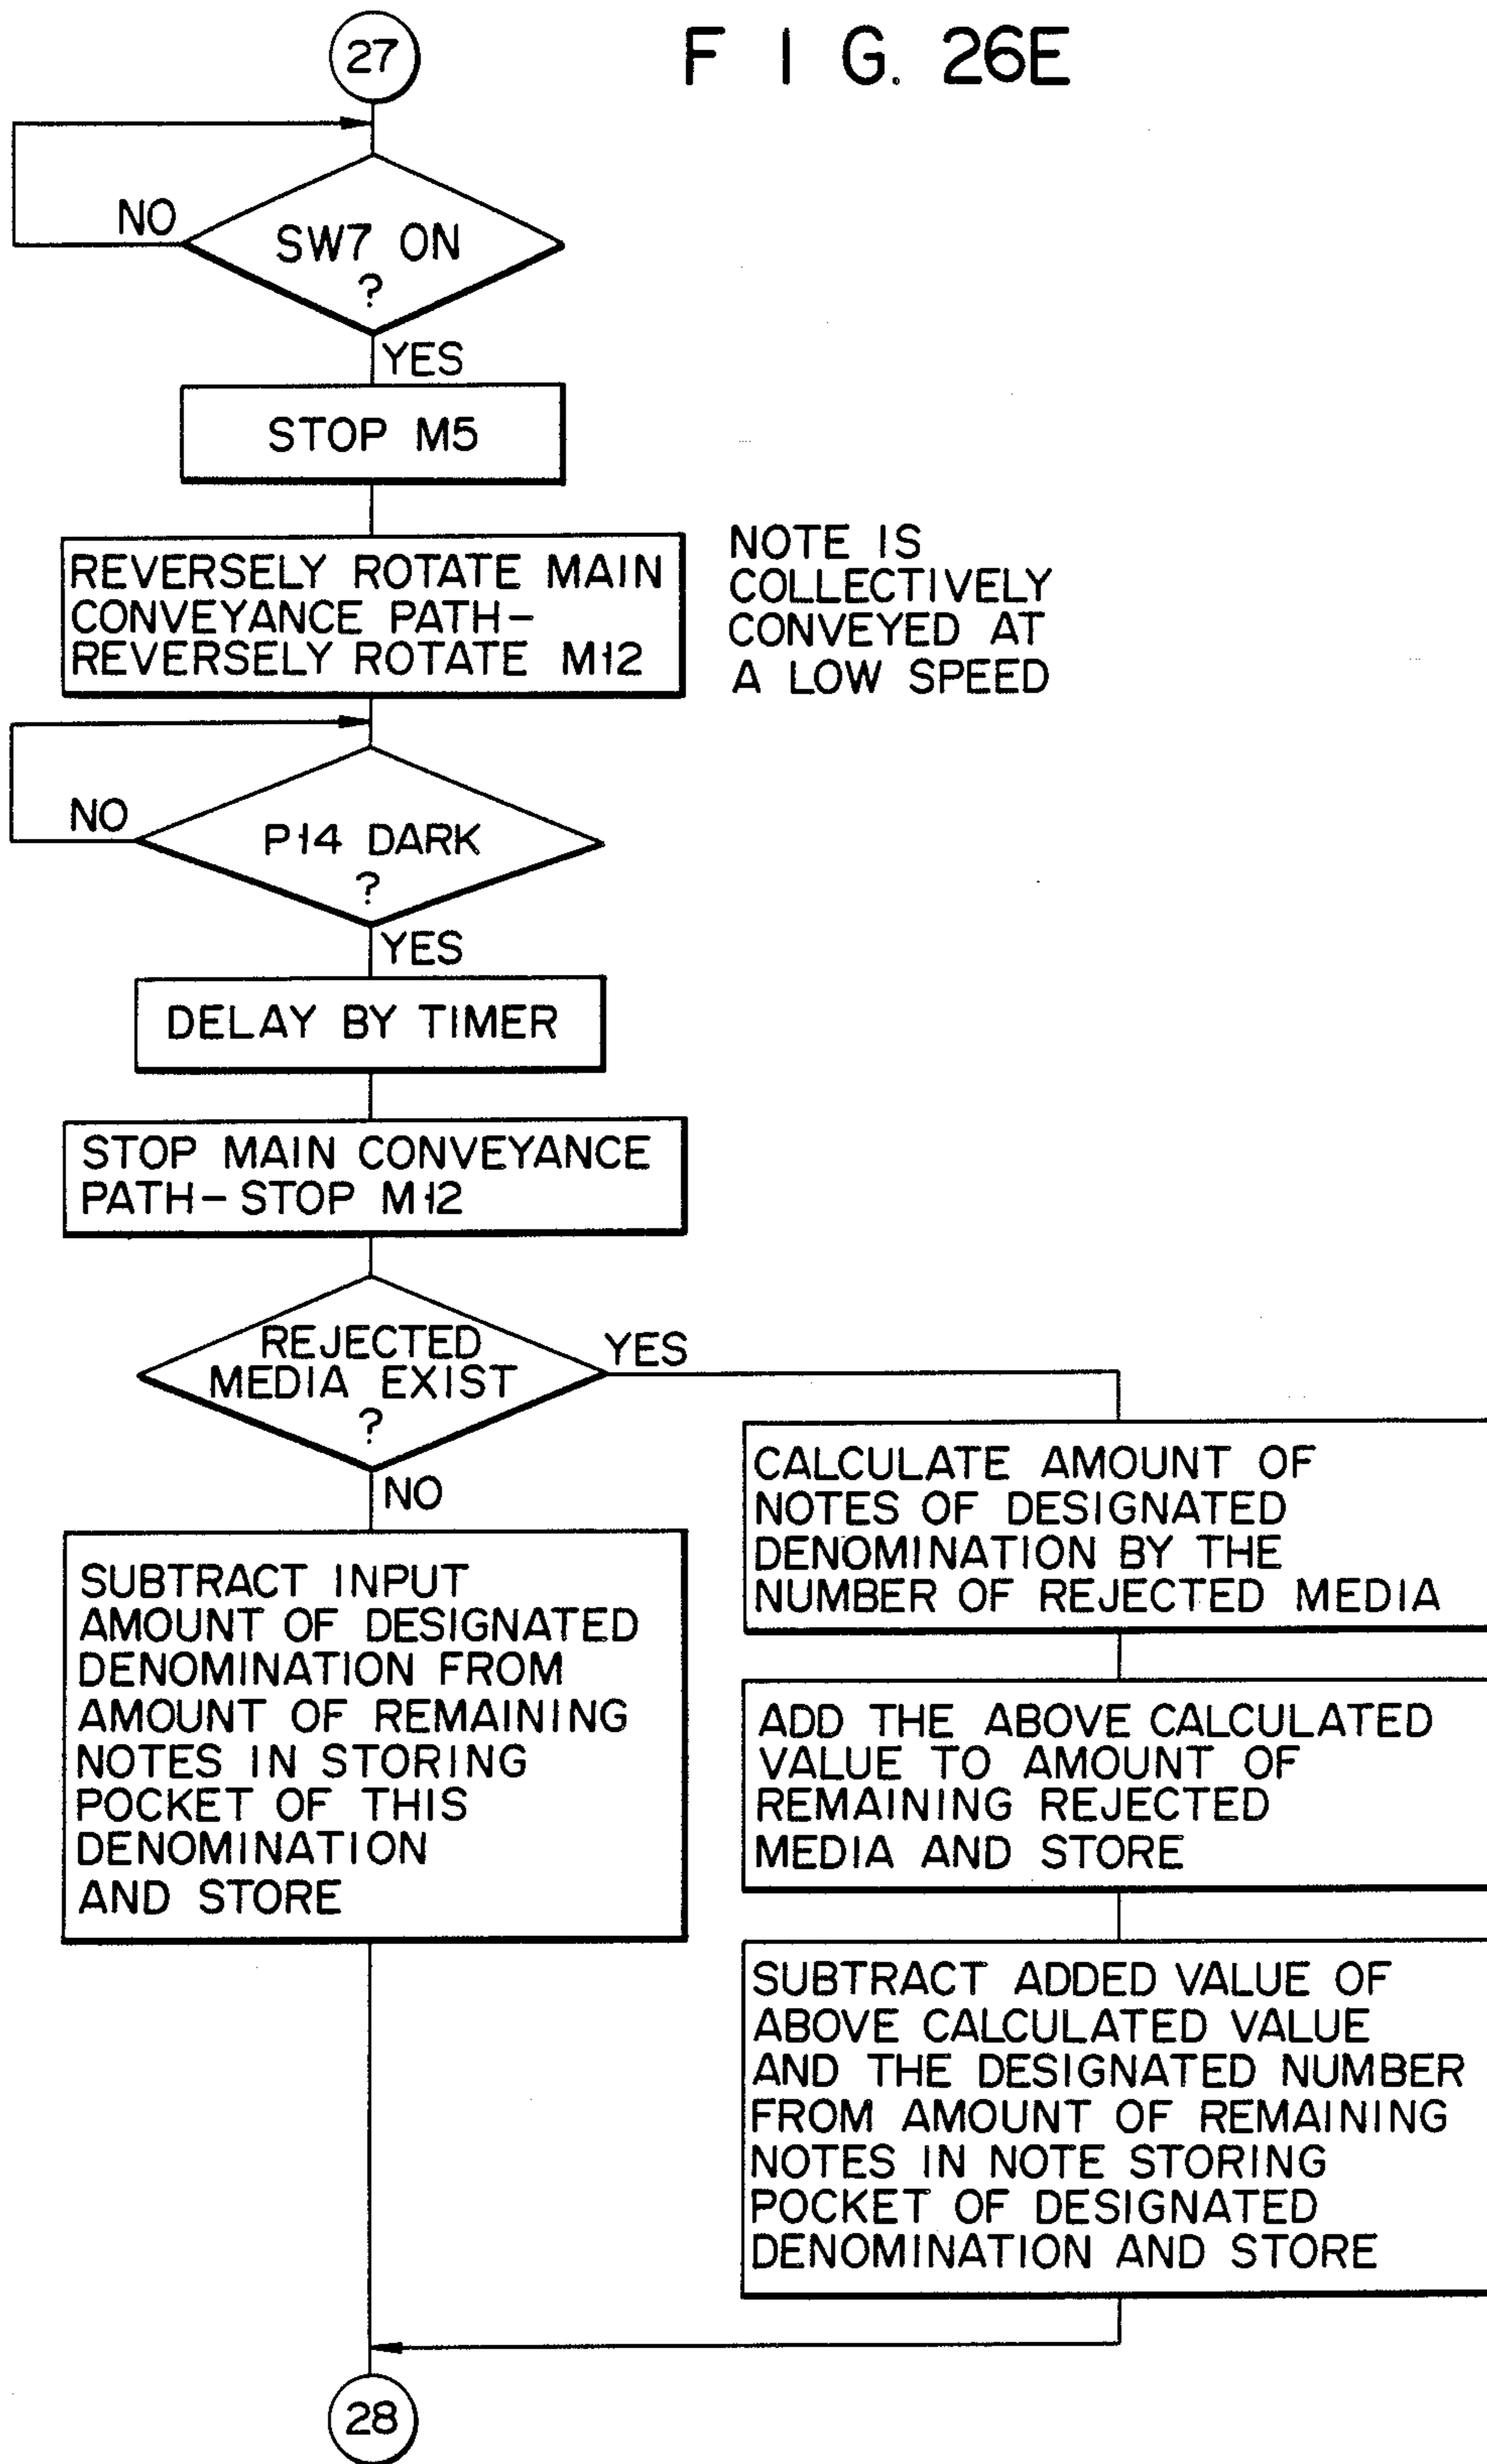 27
F I G. 26E
NO
SW7 ON
?
YES
STOP M5
REVERSELY ROTATE MAIN
CONVEYANCE PATH-
REVERSELY ROTATE M12
NOTE IS
COLLECTIVELY
CONVEYED AT
A LOW SPEED
NO
P14 DARK
?
YES
DELAY BY TIMER
STOP MAIN CONVEYANCE
PATH-STOP M12
REJECTED
MEDIA EXIST
?
YES
NO
SUBTRACT INPUT
AMOUNT OF DESIGNATED
DENOMINATION FROM
AMOUNT OF REMAINING
NOTES IN STORING
POCKET OF THIS
DENOMINATION
AND STORE
CALCULATE AMOUNT OF
NOTES OF DESIGNATED
DENOMINATION BY THE
NUMBER OF REJECTED MEDIA
ADD THE ABOVE CALCULATED
VALUE TO AMOUNT OF
REMAINING REJECTED
MEDIA AND STORE
SUBTRACT ADDED VALUE OF
ABOVE CALCULATED VALUE
AND THE DESIGNATED NUMBER
FROM AMOUNT OF REMAINING
NOTES IN NOTE STORING
POCKET OF DESIGNATED
DENOMINATION AND STORE
28